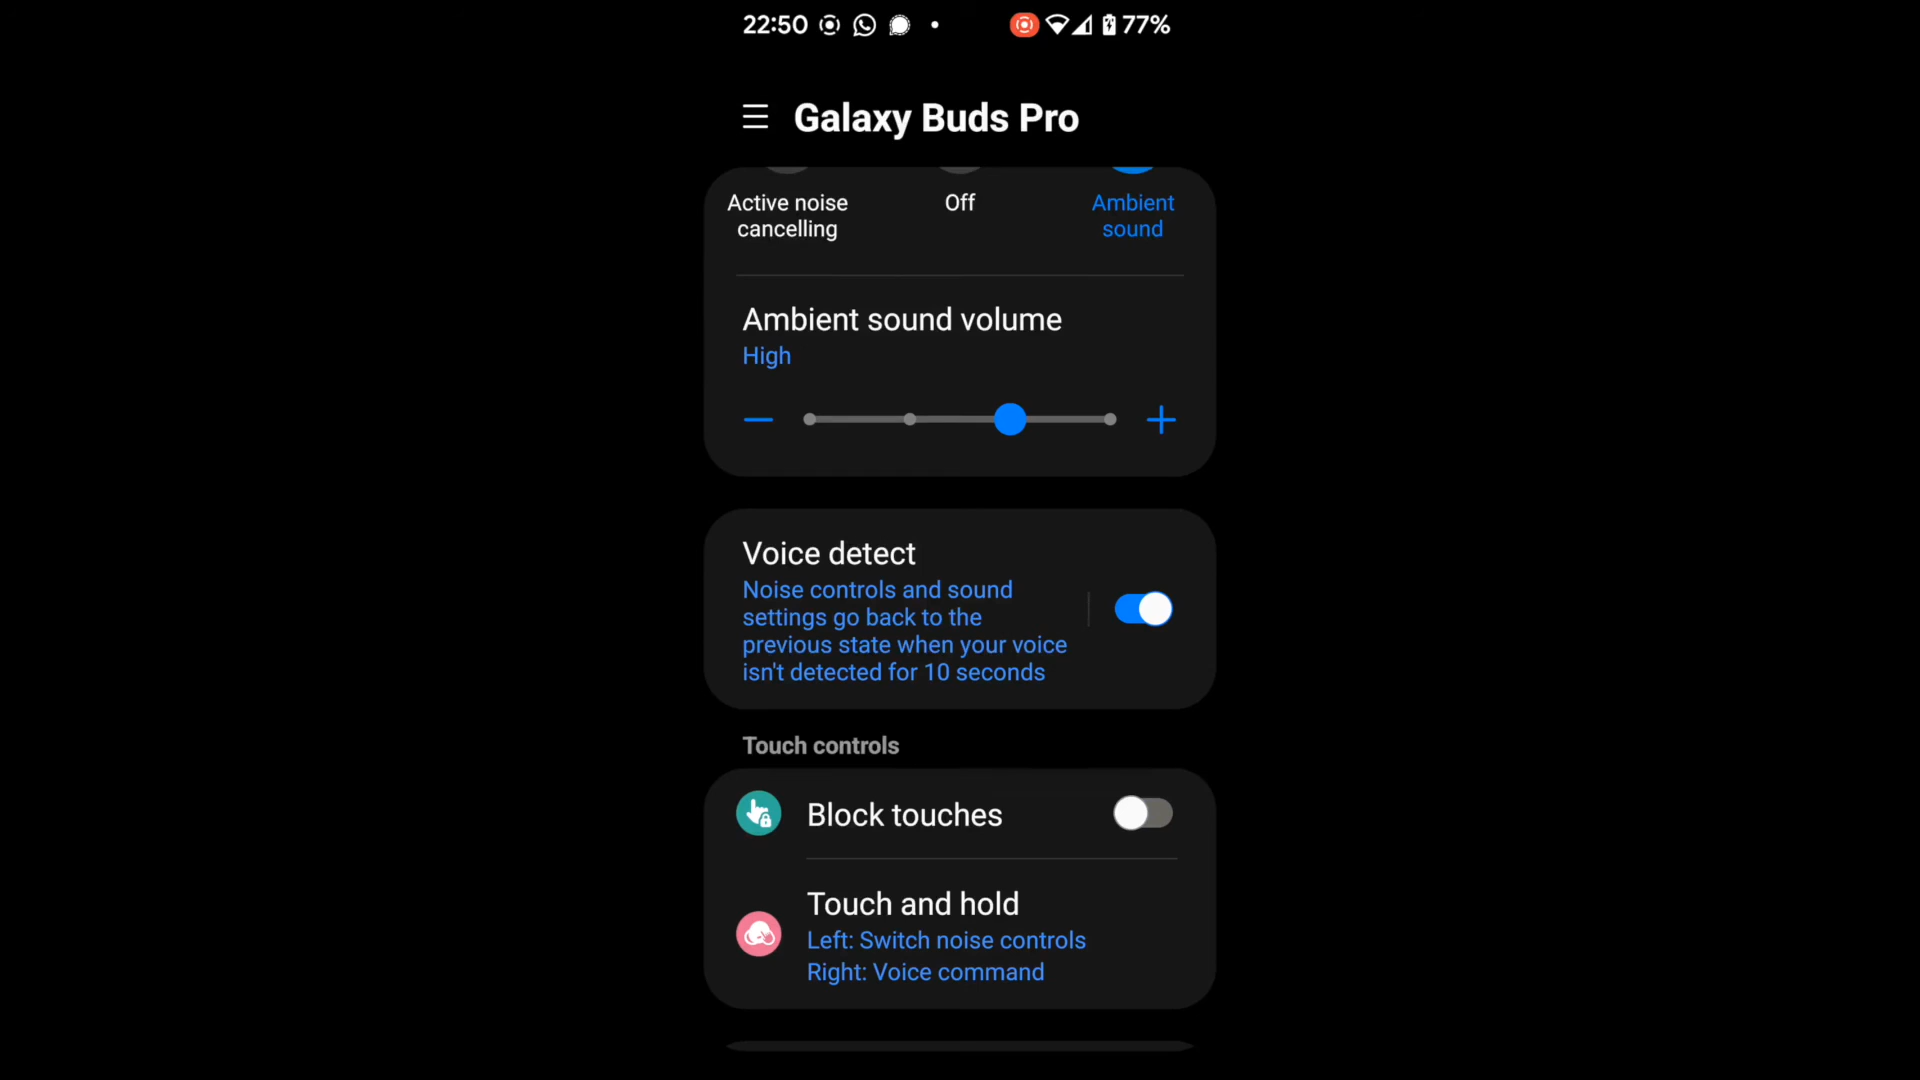 22:50
77%
Galaxy Buds Pro
Active noise
cancelling
Off
Ambient
sound
Ambient sound volume
High
Voice detect
Noise controls and sound
settings go back to the
previous state when your voice
isn't detected for 10 seconds
Touch controls
Block touches
Touch and hold
Left: Switch noise controls
Right: Voice command